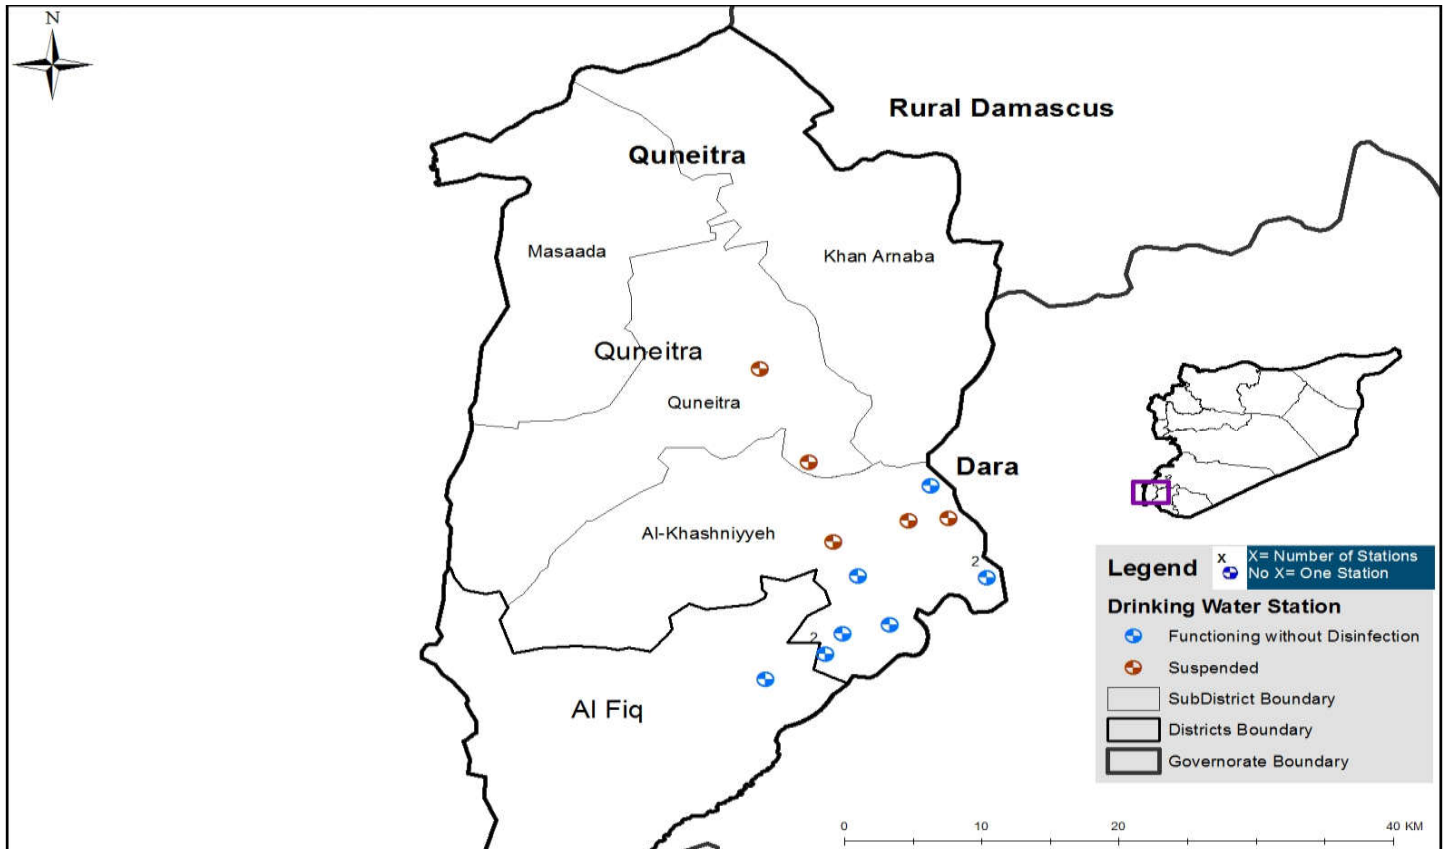 N
Rural Damascus
Quneitra
Masaada
Khan Arnaba
Quneitra
Quneitra
Dara
Al-Khashniyyeh
2
2
Al Fiq
Legend
X
X= Number of Stations
No X= One Station
Drinking Water Station
Functioning without Disinfection
Suspended
SubDistrict Boundary
Districts Boundary
Governorate Boundary
0 10 20 40 KM